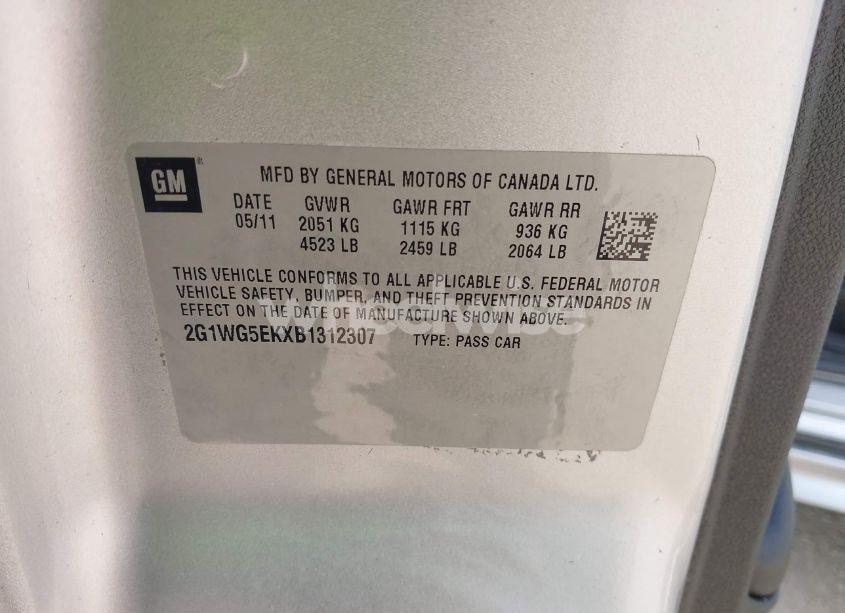 GM
MFD BY GENERAL MOTORS OF CANADA LTD.
DATE GVWR GAWR FRT GAWR RR
05/11 2051 KG 1115 KG 936 KG
4523 LB 2459 LB 2064 LB
THIS VEHICLE CONFORMS TO ALL APPLICABLE U.S. FEDERAL MOTOR
VEHICLE SAFETY, BUMPER, AND THEFT PREVENTION STANDARDS IN
EFFECT ON THE DATE OF MANUFACTURE SHOWN ABOVE.
2G1WG5EKXB1312307 TYPE: PASS CAR